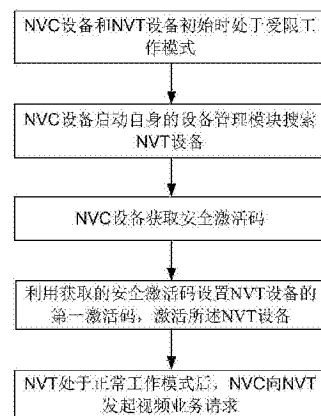 NVC设备和NVT设备初始时处于受限工
作模式
NVC设备启动自身的设备管理模块搜索
NVT设备
NVC设备获取安全激活码
利用获取的安全激活码设置NVT设备的
第一激活码，激活所述NVT设备
NVT处于正常工作模式后，NVC向NVT
发起视频业务请求